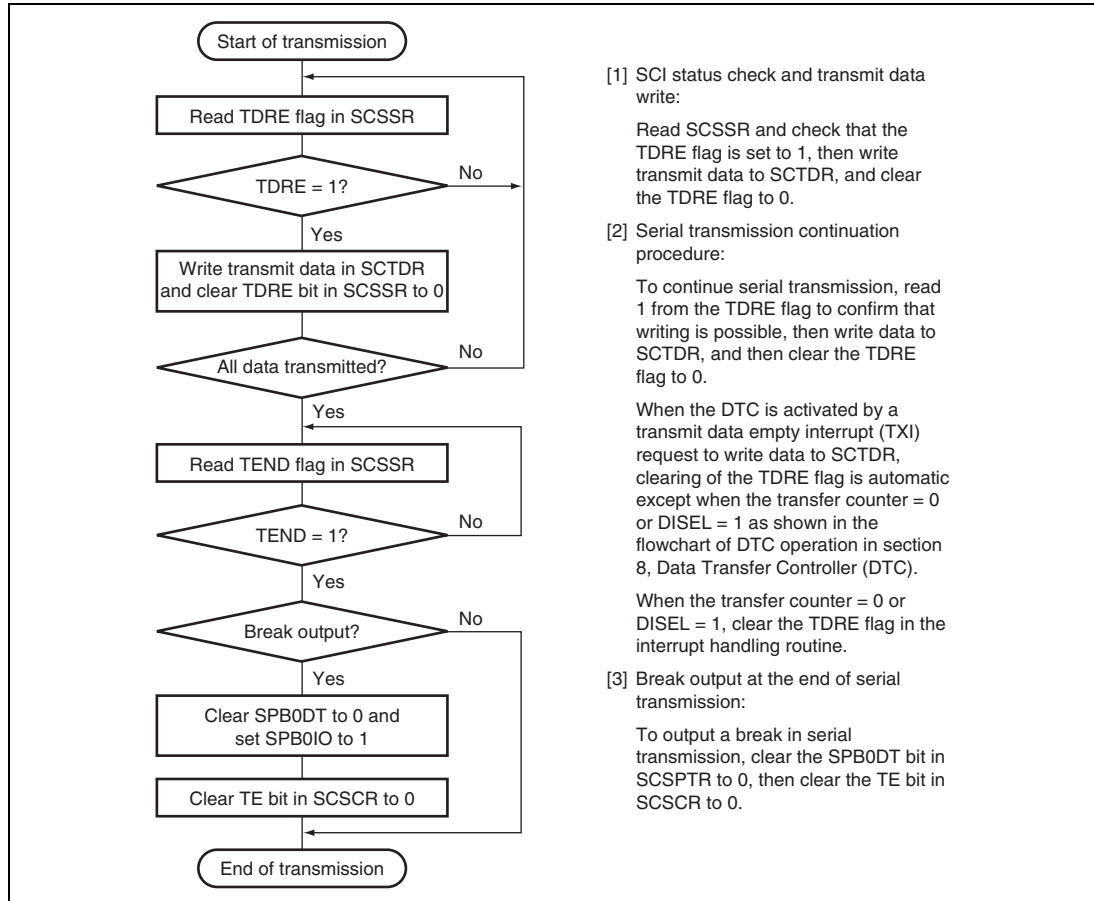 Start of transmission
Read TDRE flag in SCSSR
TDRE = 1?
No
Yes
Write transmit data in SCTDR
and clear TDRE bit in SCSSR to 0
All data transmitted?
No
Yes
Read TEND flag in SCSSR
TEND = 1?
No
Yes
Break output?
No
Yes
Clear SPB0DT to 0 and
set SPB0IO to 1
Clear TE bit in SCSCR to 0
End of transmission
[1] SCI status check and transmit data
write:
Read SCSSR and check that the
TDRE flag is set to 1, then write
transmit data to SCTDR, and clear
the TDRE flag to 0.
[2] Serial transmission continuation
procedure:
To continue serial transmission, read
1 from the TDRE flag to confirm that
writing is possible, then write data to
SCTDR, and then clear the TDRE
flag to 0.
When the DTC is activated by a
transmit data empty interrupt (TXI)
request to write data to SCTDR,
clearing of the TDRE flag is automatic
except when the transfer counter = 0
or DISEL = 1 as shown in the
flowchart of DTC operation in section
8, Data Transfer Controller (DTC).
When the transfer counter = 0 or
DISEL = 1, clear the TDRE flag in the
interrupt handling routine.
[3] Break output at the end of serial
transmission:
To output a break in serial
transmission, clear the SPB0DT bit in
SCSPTR to 0, then clear the TE bit in
SCSCR to 0.